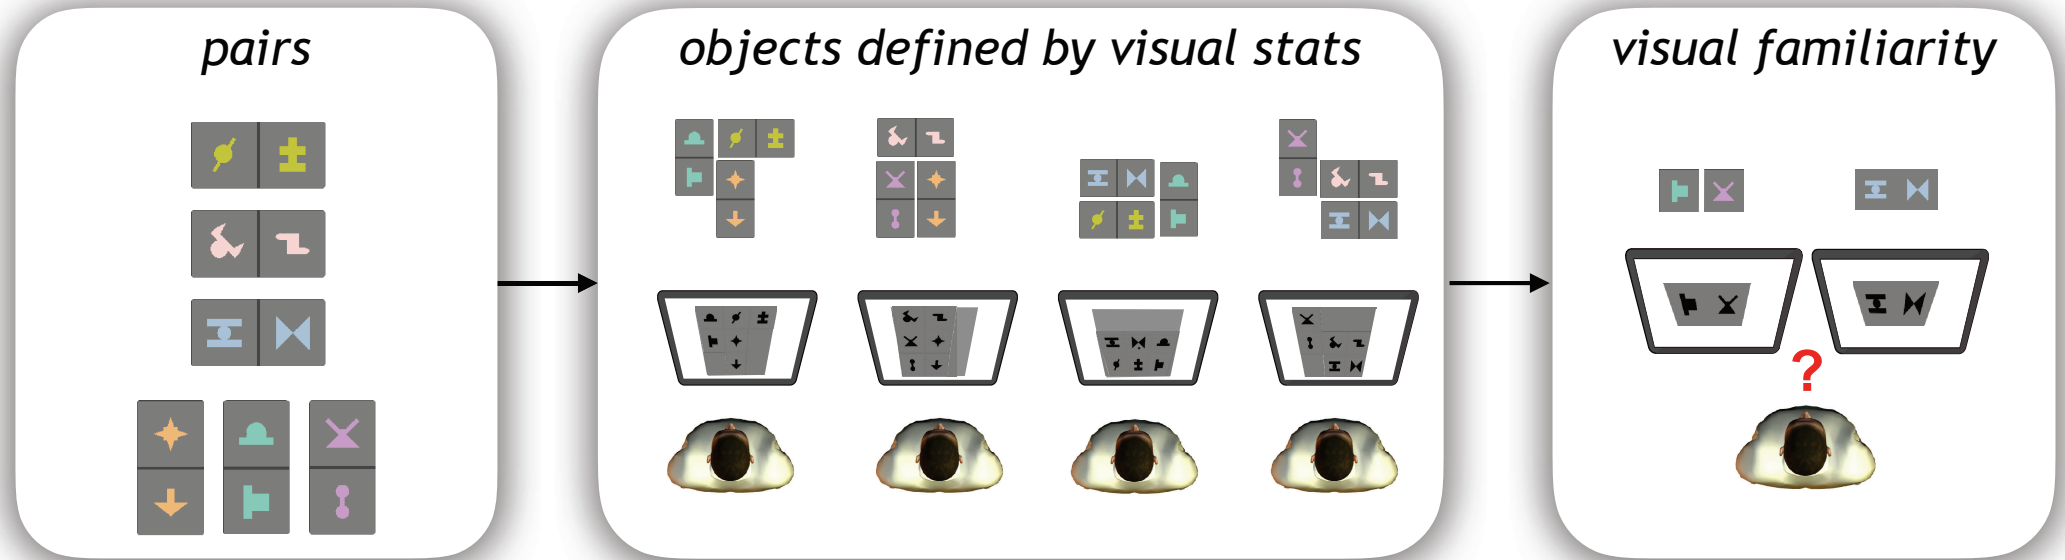 pairs
objects defined by visual stats
visual familiarity
?